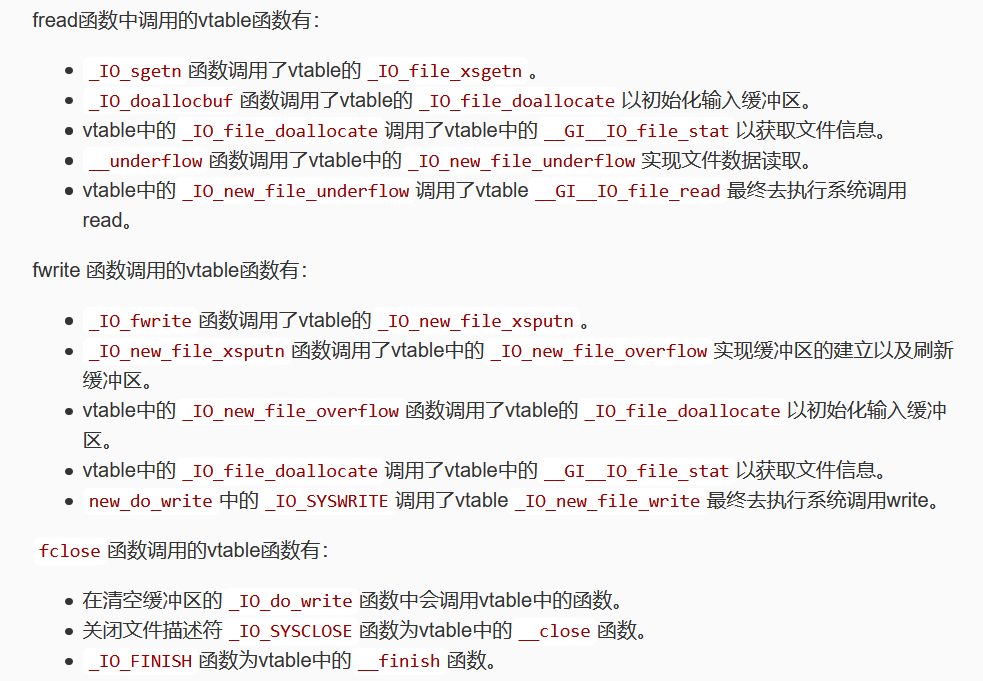 fread函数中调用的vtable函数有：
_IO_sgetn 函数调用了vtable的 _IO_file_xsgetn 。
_IO_doallocbuf 函数调用了vtable的 _IO_file_doallocate 以初始化输入缓冲区。
vtable中的 _IO_file_doallocate 调用了vtable中的 __GI__IO_file_stat 以获取文件信息。
__underflow 函数调用了vtable中的 _IO_new_file_underflow 实现文件数据读取。
vtable中的 _IO_new_file_underflow 调用了vtable __GI__IO_file_read 最终去执行系统调用
read。
fwrite 函数调用的vtable函数有：
_IO_fwrite 函数调用了vtable的 _IO_new_file_xsputn 。
_IO_new_file_xsputn 函数调用了vtable中的 _IO_new_file_overflow 实现缓冲区的建立以及刷新
缓冲区。
vtable中的 _IO_new_file_overflow 函数调用了vtable的 _IO_file_doallocate 以初始化输入缓冲
区。
vtable中的 _IO_file_doallocate 调用了vtable中的 __GI__IO_file_stat 以获取文件信息。
new_do_write 中的 _IO_SYSWRITE 调用了vtable _IO_new_file_write 最终去执行系统调用write。
fclose 函数调用的vtable函数有：
在清空缓冲区的 _IO_do_write 函数中会调用vtable中的函数。
关闭文件描述符 _IO_SYSCLOSE 函数为vtable中的 __close 函数。
_IO_FINISH 函数为vtable中的 __finish 函数。